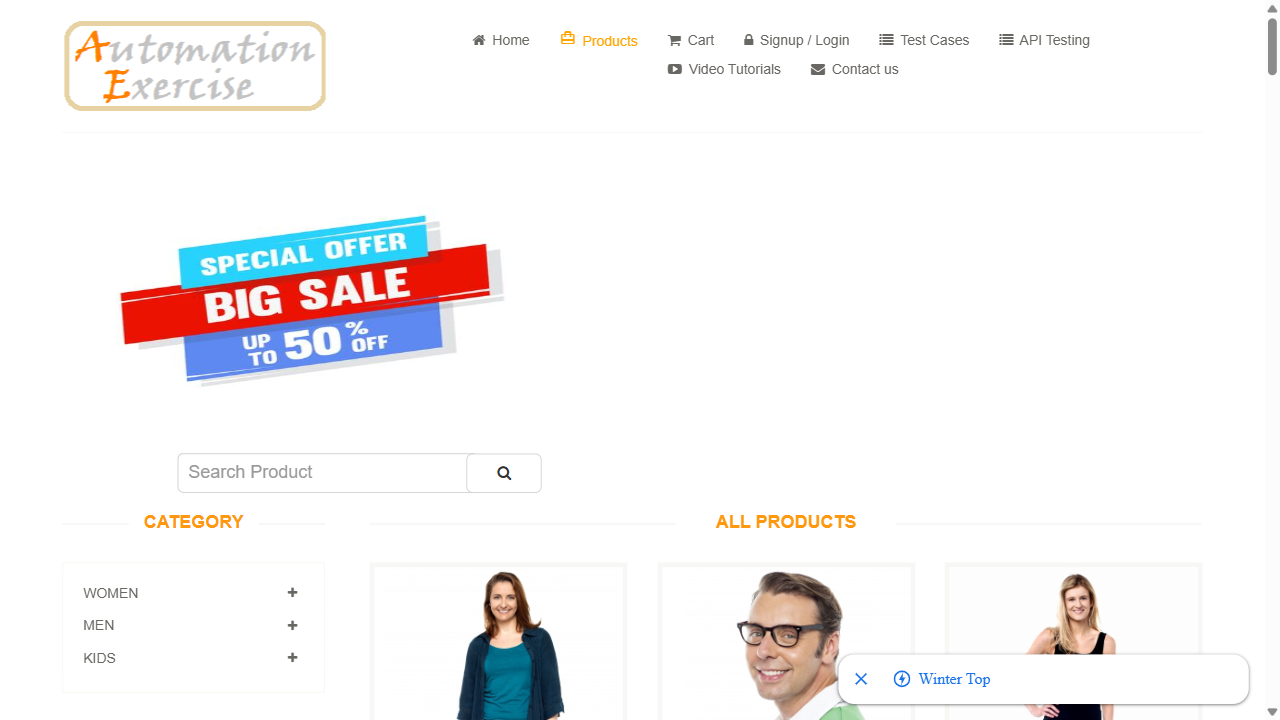 Automation
Exercise
Home
Products
Cart
Signup / Login
Test Cases
API Testing
Video Tutorials
Contact us
SPECIAL OFFER
BIG SALE
UP TO 50% OFF
Search Product
CATEGORY
WOMEN
MEN
KIDS
ALL PRODUCTS
Winter Top